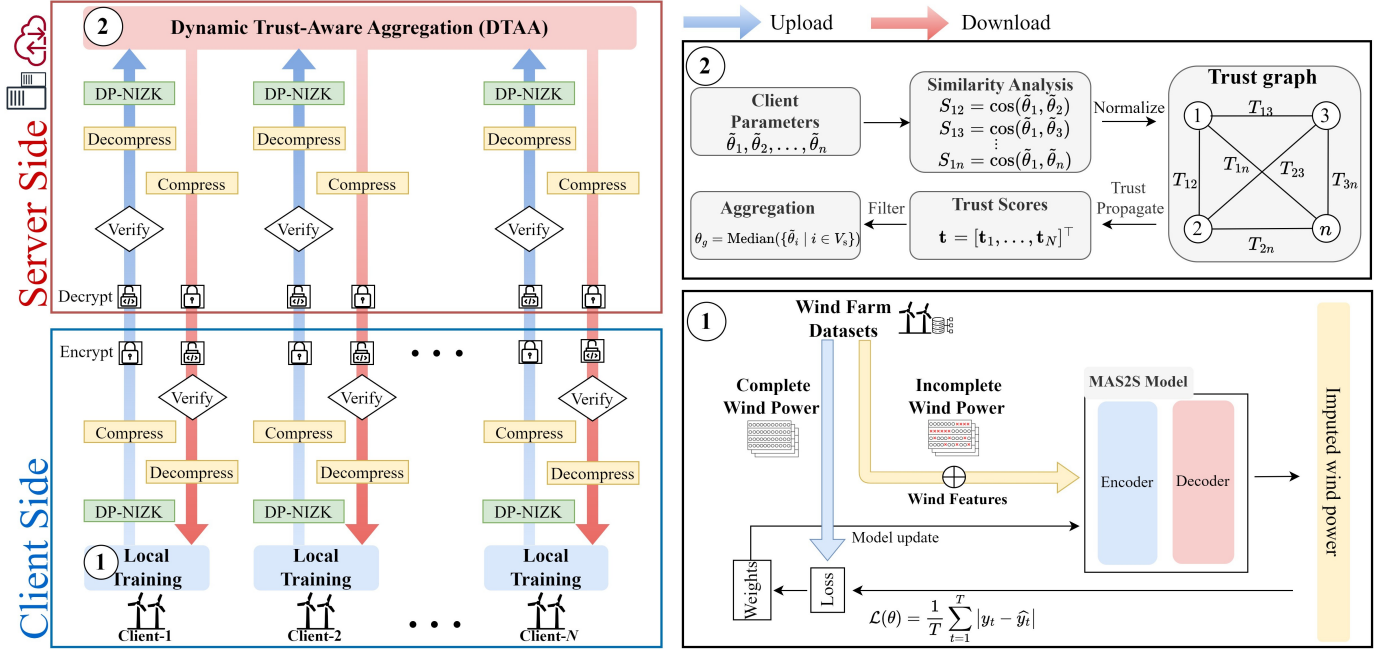 Server Side
2
Dynamic Trust-Aware Aggregation (DTAA)
DP-NIZK
DP-NIZK
DP-NIZK
Decompress
Decompress
Decompress
Compress
Compress
Compress
Verify
Verify
Verify
Decrypt
Client Side
Encrypt
Verify
Verify
Verify
Compress
Compress
Compress
Decompress
Decompress
Decompress
DP-NIZK
DP-NIZK
DP-NIZK
1
Local
Training
Local
Training
Local
Training
Client-1
Client-2
Client-N
Upload
Download
2
Client
Parameters
θ̃₁, θ̃₂, . . . , θ̃ₙ
Similarity Analysis
S₁₂ = cos(θ̃₁, θ̃₂)
S₁₃ = cos(θ̃₁, θ̃₃)
⋮
S₁ₙ = cos(θ̃₁, θ̃ₙ)
Normalize
Trust graph
1
3
2
n
T₁₃
T₁ₙ
T₂₃
T₁₂
T₃ₙ
T₂ₙ
Trust
Propagate
Trust Scores
𝐭 = [𝐭₁, . . . , 𝐭_N]^⊤
Filter
Aggregation
θ_g = Median({θ̃ᵢ | i ∈ V_s})
1
Wind Farm
Datasets
Complete
Wind Power
Incomplete
Wind Power
Wind Features
MAS2S Model
Encoder
Decoder
Imputed wind power
Model update
Weights
Loss
ℒ(θ) = 1/T ∑_{t=1}^{T} |y_t − ŷ_t|